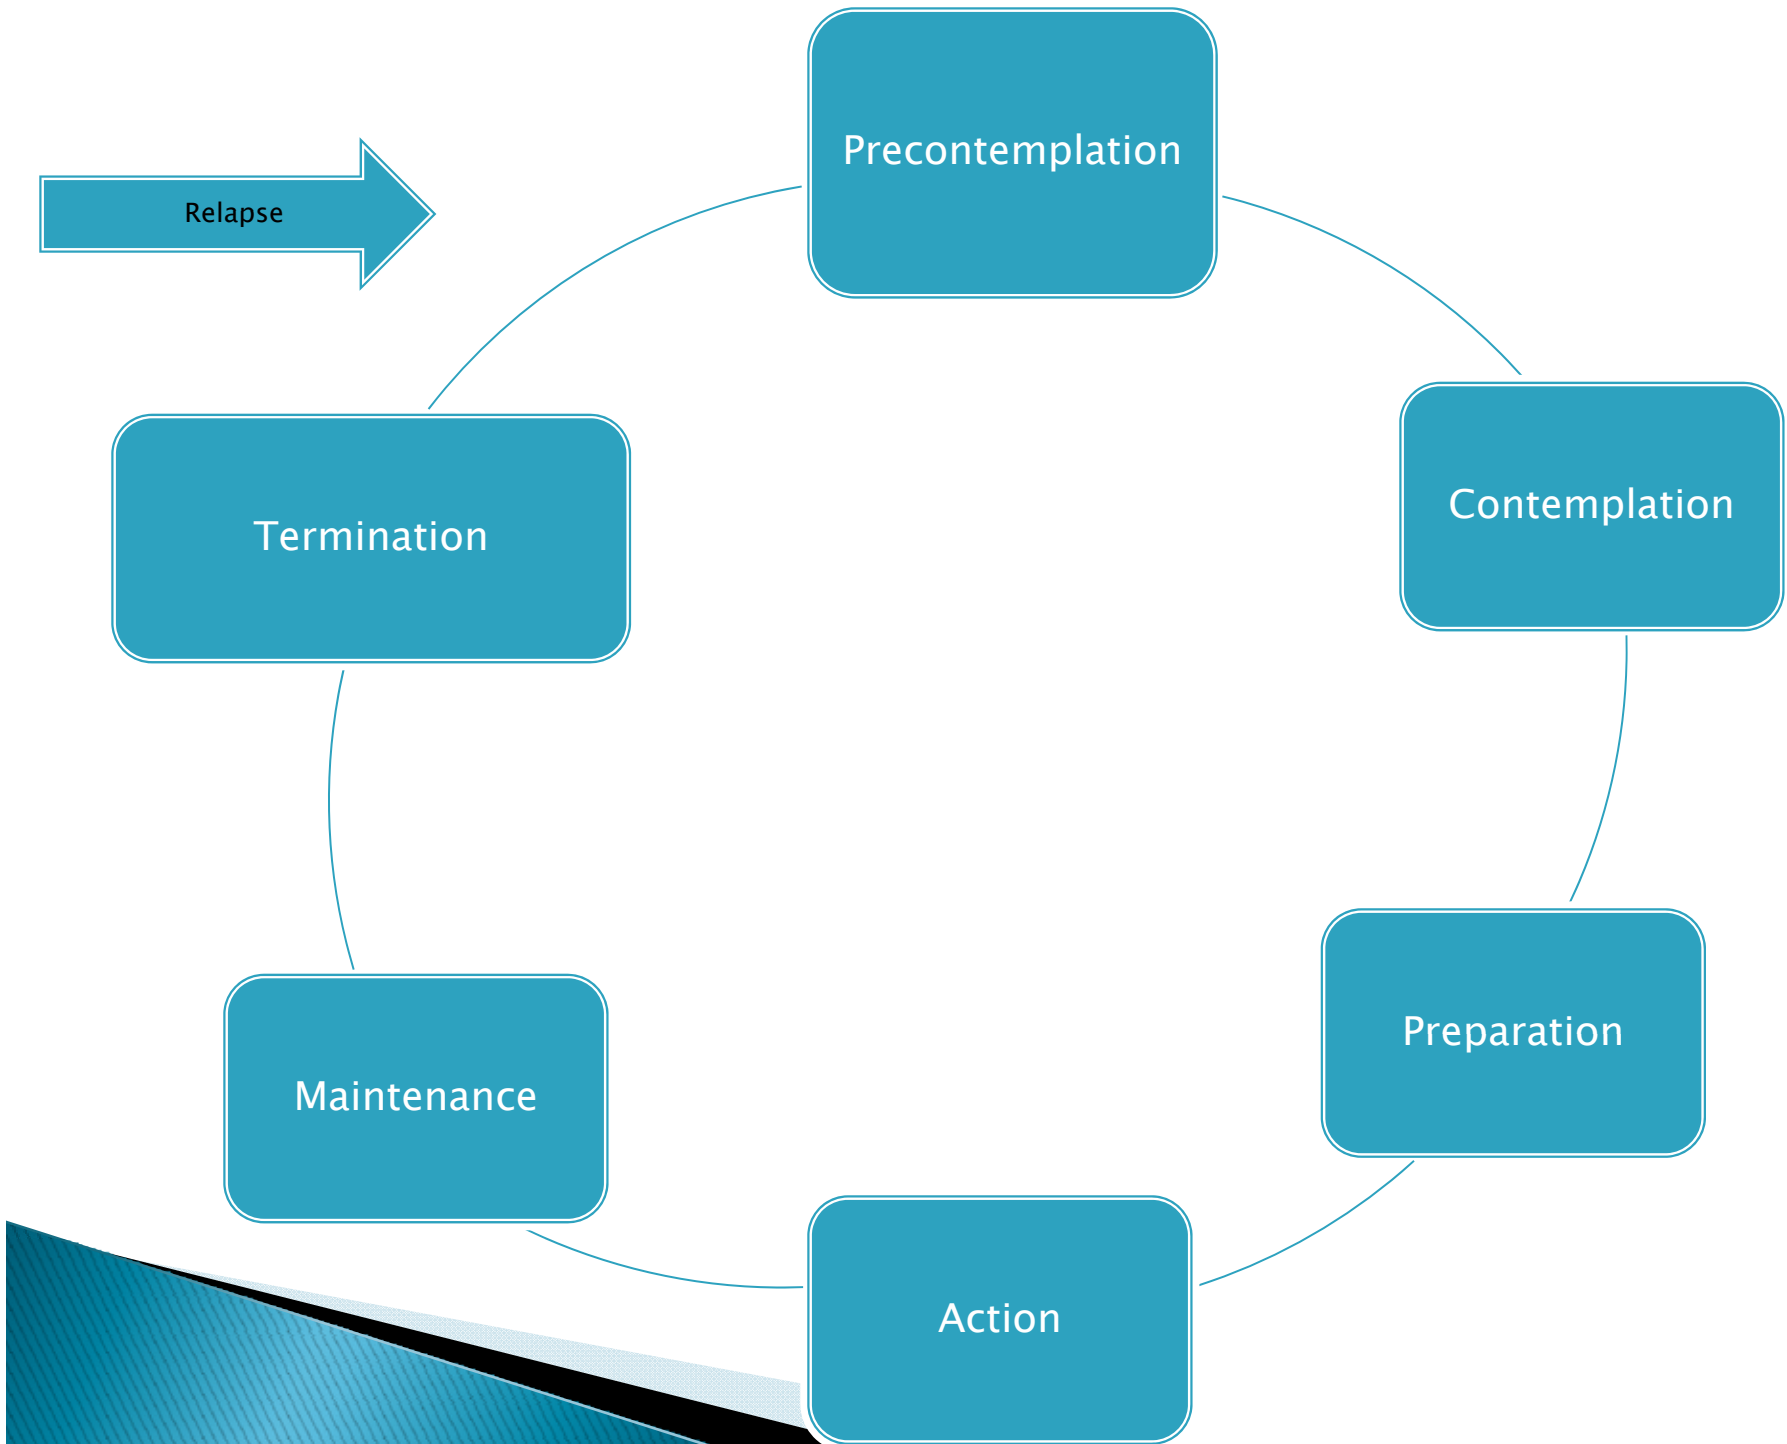 Precontemplation
Relapse
Contemplation
Termination
Preparation
Maintenance
Action